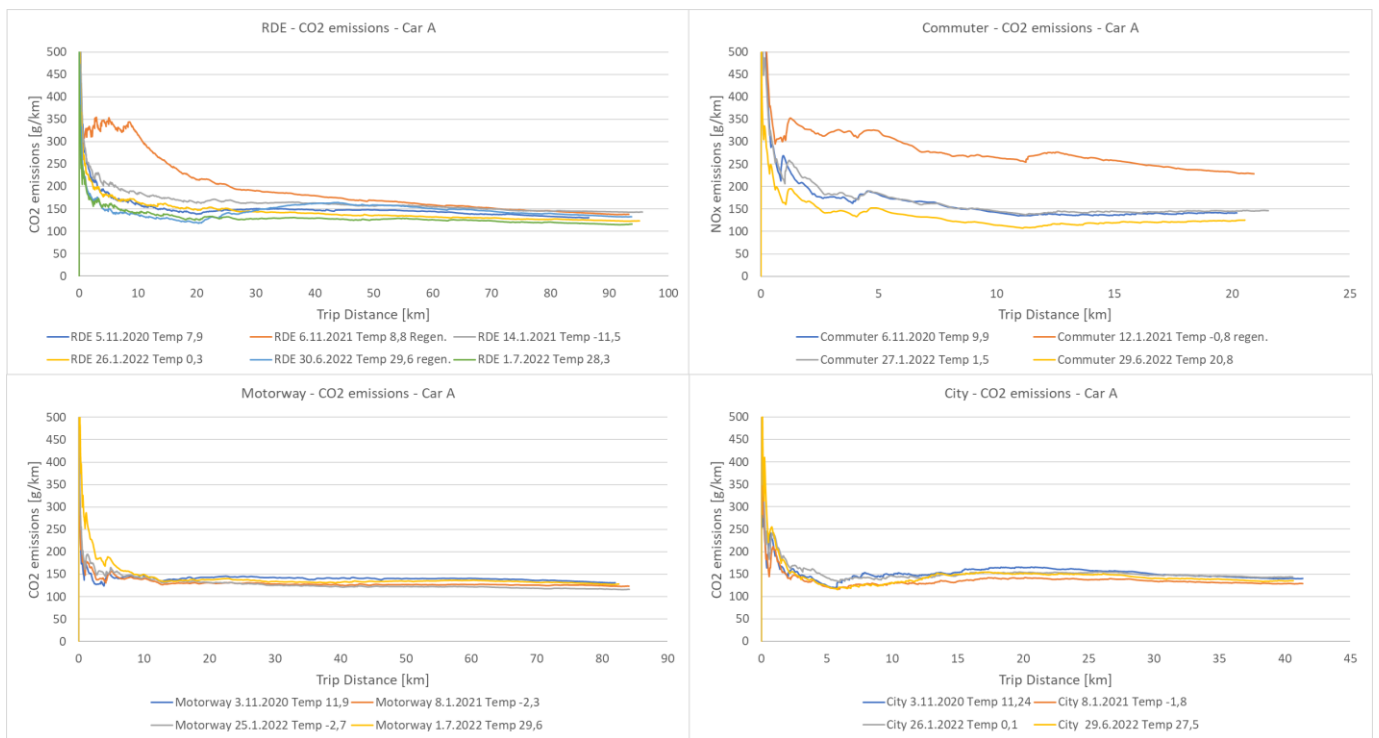 RDE - CO2 emissions - Car A
CO2 emissions [g/km]
500
450
400
350
300
250
200
150
100
50
0
0 10 20 30 40 50 60 70 80 90 100
Trip Distance [km]
RDE 5.11.2020 Temp 7,9 RDE 6.11.2021 Temp 8,8 Regen. RDE 14.1.2021 Temp -11,5
RDE 26.1.2022 Temp 0,3 RDE 30.6.2022 Temp 29,6 regen. RDE 1.7.2022 Temp 28,3
Commuter - CO2 emissions - Car A
NOx emissions [g/km]
500
450
400
350
300
250
200
150
100
50
0
0 5 10 15 20 25
Trip Distance [km]
Commuter 6.11.2020 Temp 9,9 Commuter 12.1.2021 Temp -0,8 regen.
Commuter 27.1.2022 Temp 1,5 Commuter 29.6.2022 Temp 20,8
Motorway - CO2 emissions - Car A
CO2 emissions [g/km]
500
450
400
350
300
250
200
150
100
50
0
0 10 20 30 40 50 60 70 80 90
Trip Distance [km]
Motorway 3.11.2020 Temp 11,9 Motorway 8.1.2021 Temp -2,3
Motorway 25.1.2022 Temp -2,7 Motorway 1.7.2022 Temp 29,6
City - CO2 emissions - Car A
CO2 emissions [g/km]
500
450
400
350
300
250
200
150
100
50
0
0 5 10 15 20 25 30 35 40 45
Trip Distance [km]
City 3.11.2020 Temp 11,24 City 8.1.2021 Temp -1,8
City 26.1.2022 Temp 0,1 City 29.6.2022 Temp 27,5